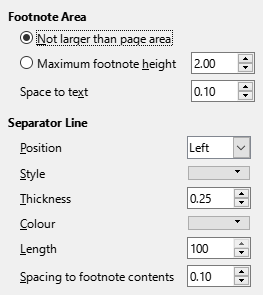 Footnote Area
Not larger than page area
Maximum footnote height 2.00
Space to text 0.10
Separator Line
Position Left
Style
Thickness 0.25
Colour
Length 100
Spacing to footnote contents 0.10